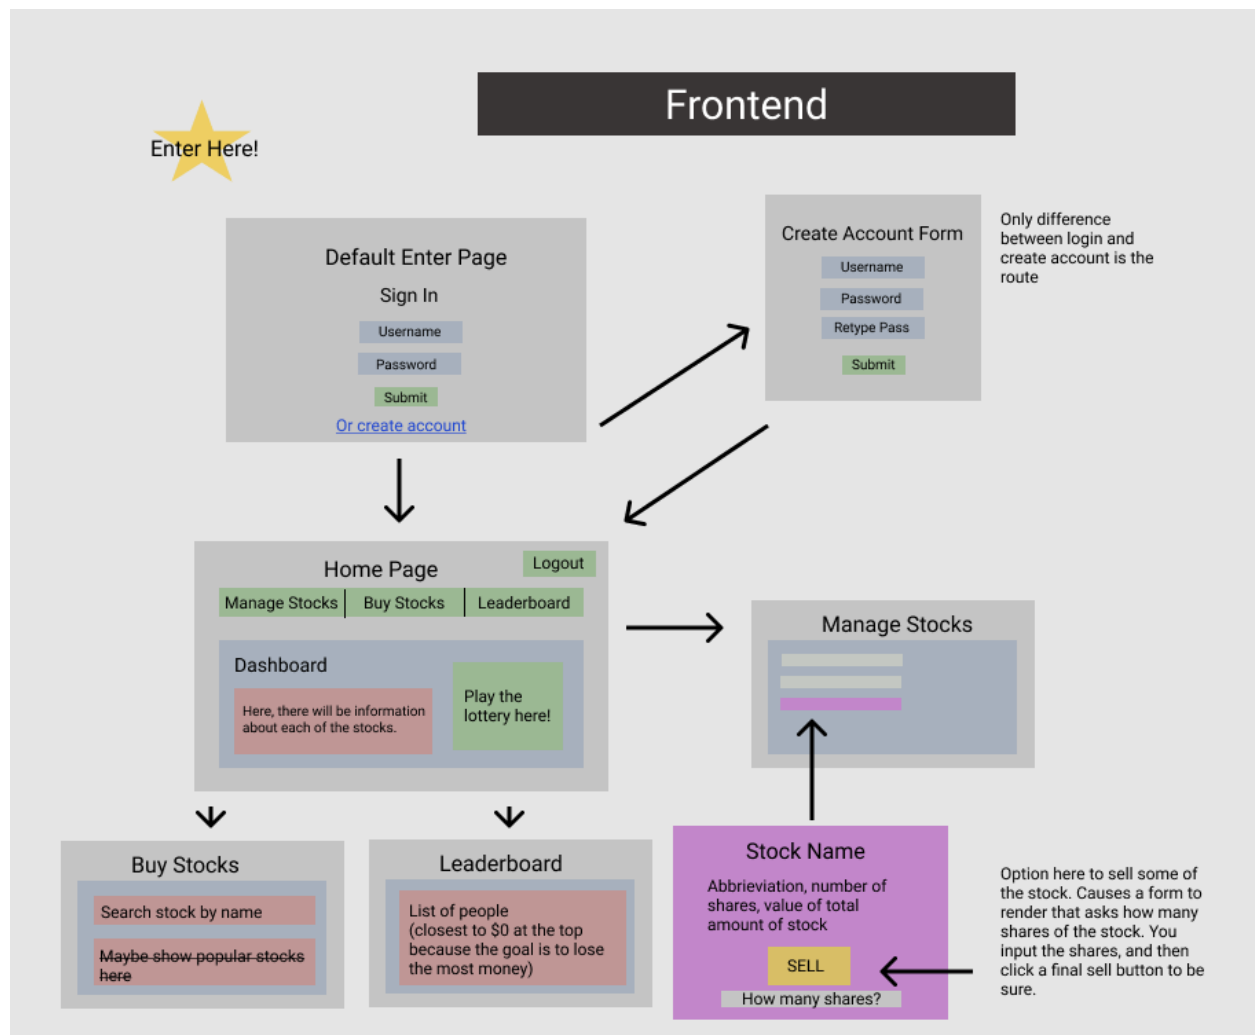 Frontend
Enter Here!
Default Enter Page
Sign In
Username
Password
Submit
Or create account
Create Account Form
Username
Password
Retype Pass
Submit
Only difference
between login and
create account is the
route
Home Page
Logout
Manage Stocks
Buy Stocks
Leaderboard
Dashboard
Here, there will be information
about each of the stocks.
Play the
lottery here!
Manage Stocks
Buy Stocks
Search stock by name
Maybe show popular stocks
here
Leaderboard
List of people
(closest to $0 at the top
because the goal is to lose
the most money)
Stock Name
Abbrieviation, number of
shares, value of total
amount of stock
SELL
How many shares?
Option here to sell some of
the stock. Causes a form to
render that asks how many
shares of the stock. You
input the shares, and then
click a final sell button to be
sure.